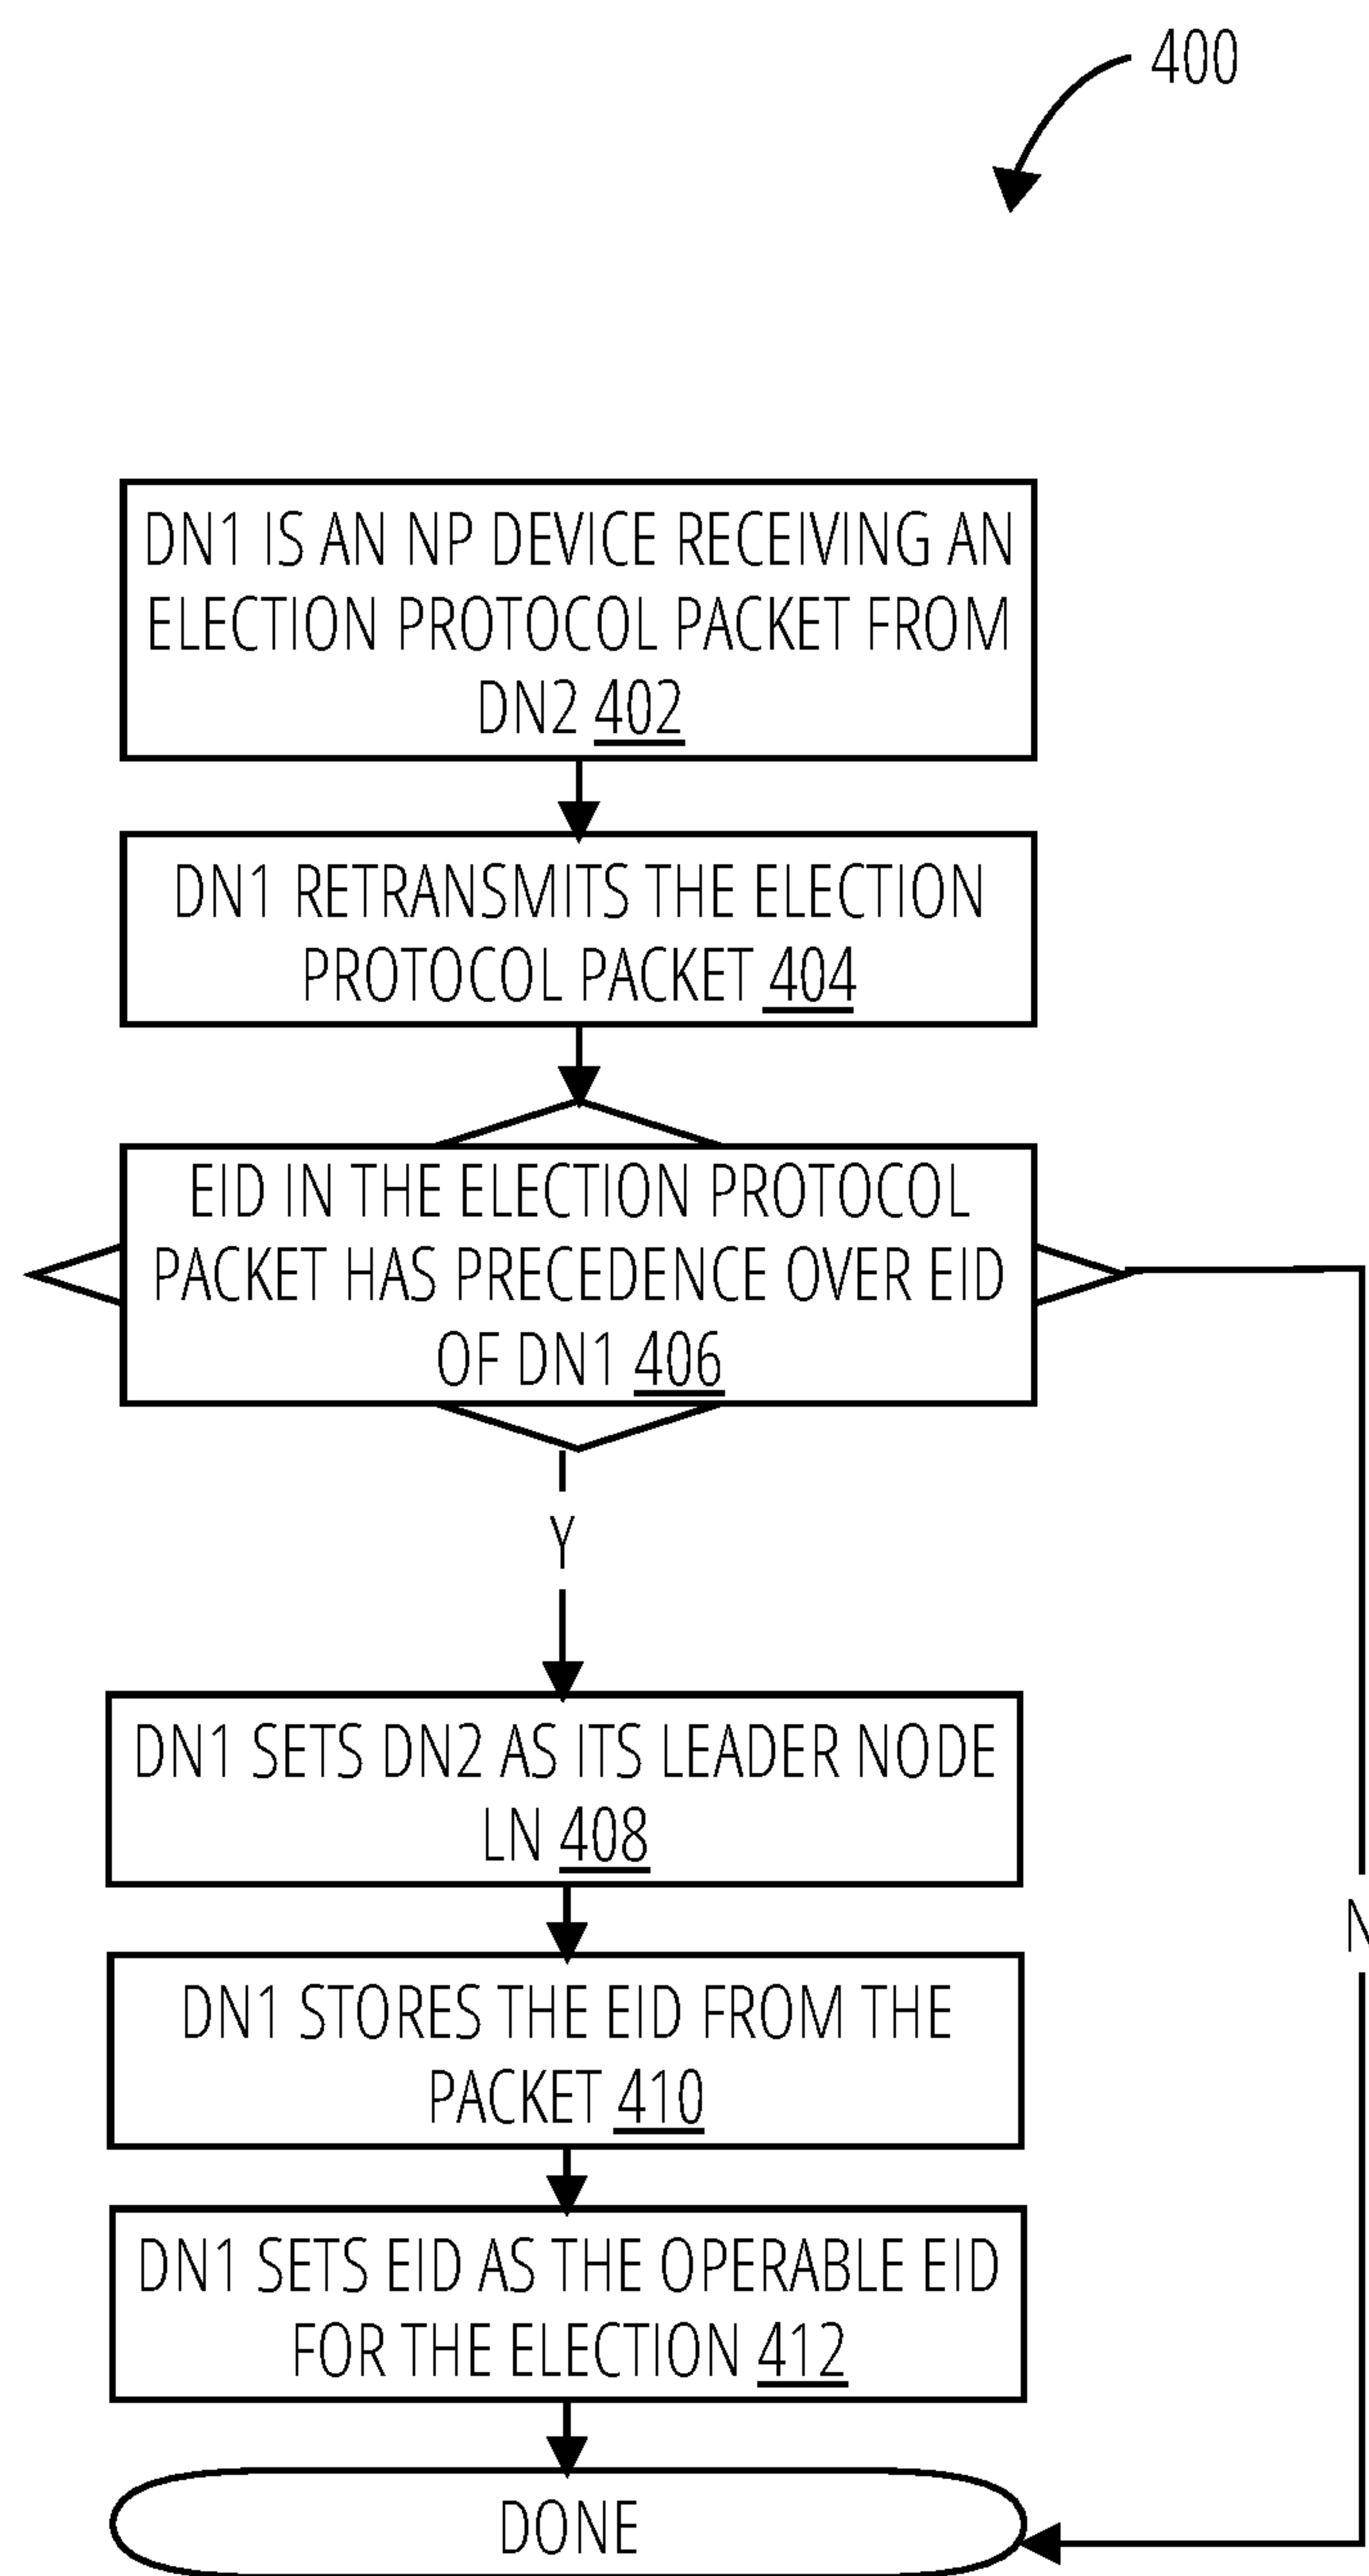 400
DN1 IS AN NP DEVICE RECEIVING AN
ELECTION PROTOCOL PACKET FROM
DN2 402
DN1 RETRANSMITS THE ELECTION
PROTOCOL PACKET 404
EID IN THE ELECTION PROTOCOL
PACKET HAS PRECEDENCE OVER EID
OF DN1 406
Y
DN1 SETS DN2 AS ITS LEADER NODE
LN 408
N
DN1 STORES THE EID FROM THE
PACKET 410
DN1 SETS EID AS THE OPERABLE EID
FOR THE ELECTION 412
DONE